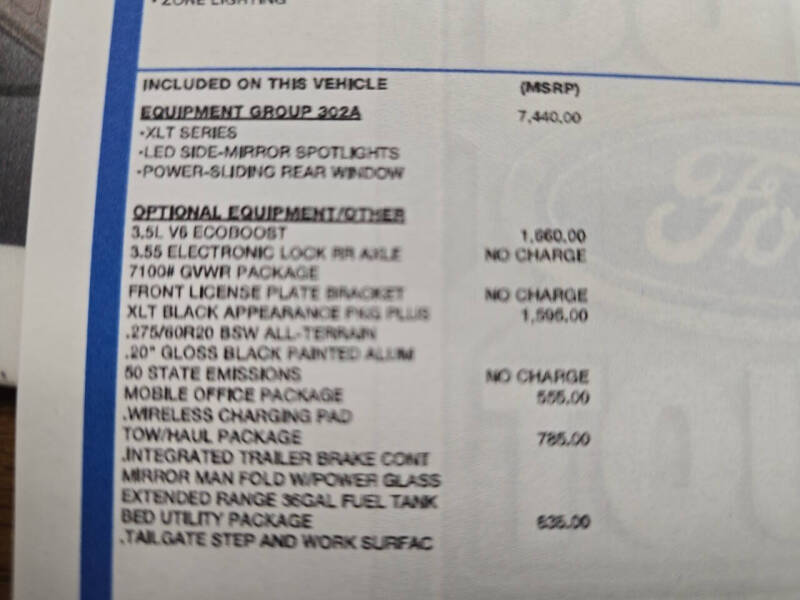 · ZONE LIGHTING
INCLUDED ON THIS VEHICLE (MSRP)
EQUIPMENT GROUP 302A 7,440.00
•XLT SERIES
•LED SIDE-MIRROR SPOTLIGHTS
•POWER-SLIDING REAR WINDOW
OPTIONAL EQUIPMENT/OTHER
3.5L V6 ECOBOOST
3.55 ELECTRONIC LOCK RR AXLE NO CHARGE
7100# GVWR PACKAGE
FRONT LICENSE PLATE BRACKET NO CHARGE
XLT BLACK APPEARANCE PKG PLUS 1,595.00
.275/60R20 BSW ALL-TERRAIN
.20" GLOSS BLACK PAINTED ALUM
50 STATE EMISSIONS NO CHARGE
MOBILE OFFICE PACKAGE 555.00
.WIRELESS CHARGING PAD
TOW/HAUL PACKAGE 785.00
.INTEGRATED TRAILER BRAKE CONT
MIRROR MAN FOLD W/POWER GLASS
EXTENDED RANGE 36GAL FUEL TANK
BED UTILITY PACKAGE
.TAILGATE STEP AND WORK SURFAC